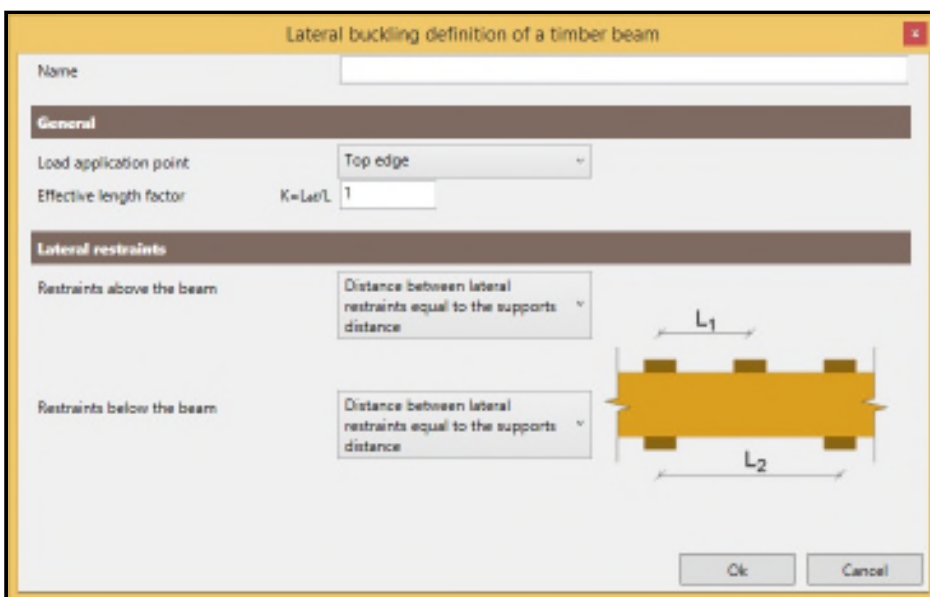 Lateral buckling definition of a timber beam
x
Name
General
Load application point
Top edge
Effective length factor K=Lef/L 1
Lateral restraints
Restraints above the beam
Distance between lateral
restraints equal to the supports
distance
L1
Restraints below the beam
Distance between lateral
restraints equal to the supports
distance
L2
Ok Cancel